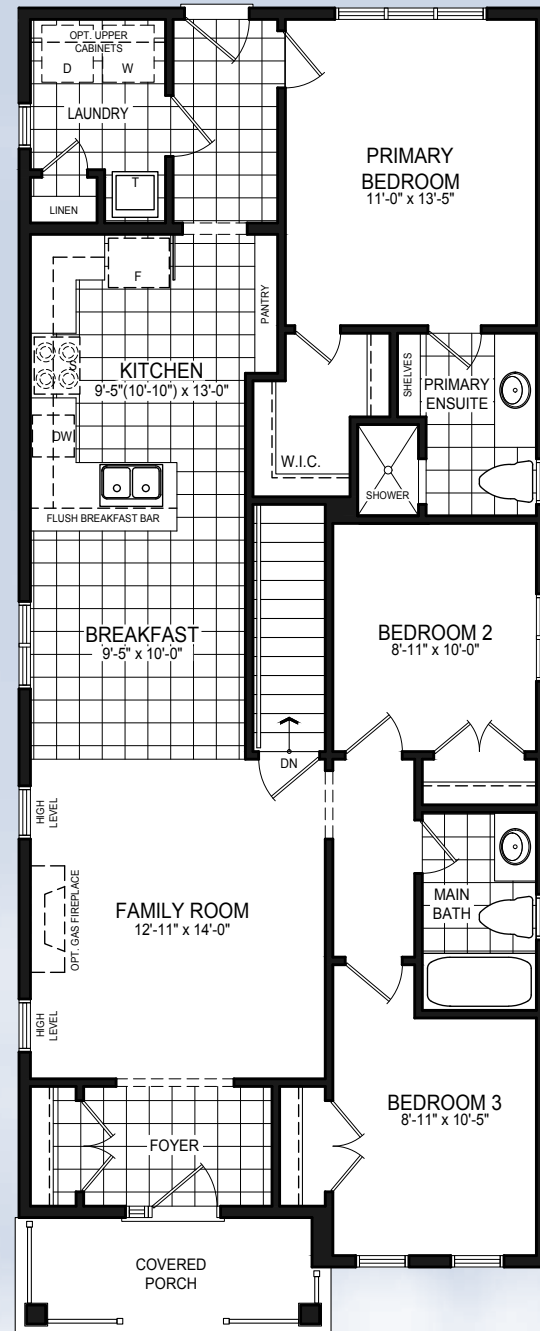 OPT. UPPER
CABINETS
D
W
LAUNDRY
T
LINEN
PRIMARY
BEDROOM
11'-0" x 13'-5"
F
PANTRY
KITCHEN
9'-5"(10'-10") x 13'-0"
SHELVES
PRIMARY
ENSUITE
DW
W.I.C.
SHOWER
FLUSH BREAKFAST BAR
BREAKFAST
9'-5" x 10'-0"
BEDROOM 2
8'-11" x 10'-0"
DN
HIGH
LEVEL
OPT. GAS FIREPLACE
FAMILY ROOM
12'-11" x 14'-0"
MAIN
BATH
HIGH
LEVEL
BEDROOM 3
8'-11" x 10'-5"
FOYER
COVERED
PORCH